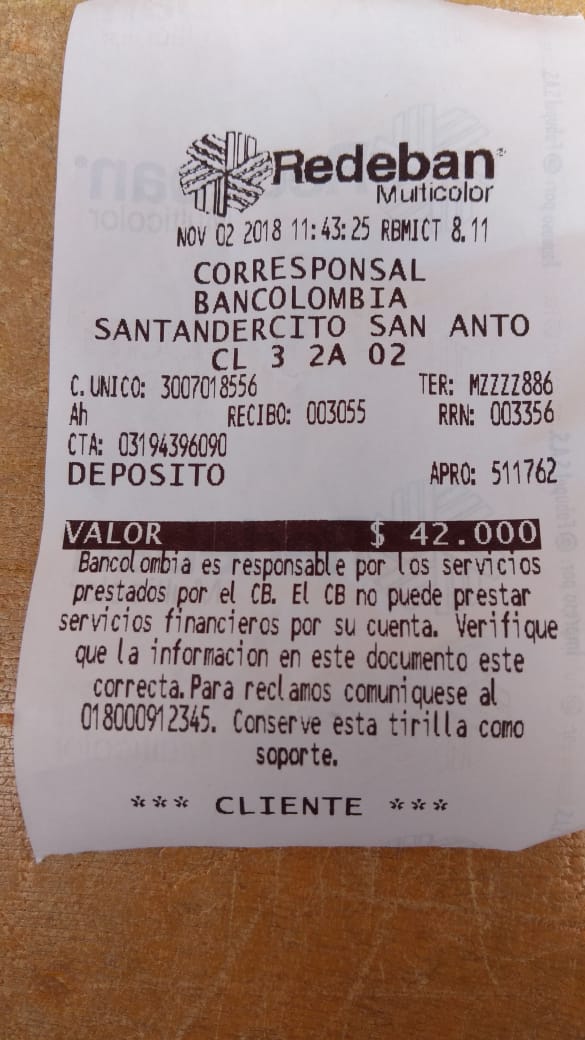 Redeban
Multicolor
NOV 02 2018 11:43:25 RBMICT 8.11
CORRESPONSAL
BANCOLOMBIA
SANTANDERCITO SAN ANTO
CL 3 2A 02
C. UNICO: 3007018556 TER: MZZZZ886
Ah RECIBO: 003055 RRN: 003356
CTA: 03194396090
DEPOSITO APRO: 511762
VALOR $ 42.000
Bancolombia es responsable por los servicios
prestados por el CB. El CB no puede prestar
servicios financieros por su cuenta. Verifique
que la informacion en este documento este
correcta. Para reclamos comuniquese al
018000912345. Conserve esta tirilla como
soporte.
*** CLIENTE ***